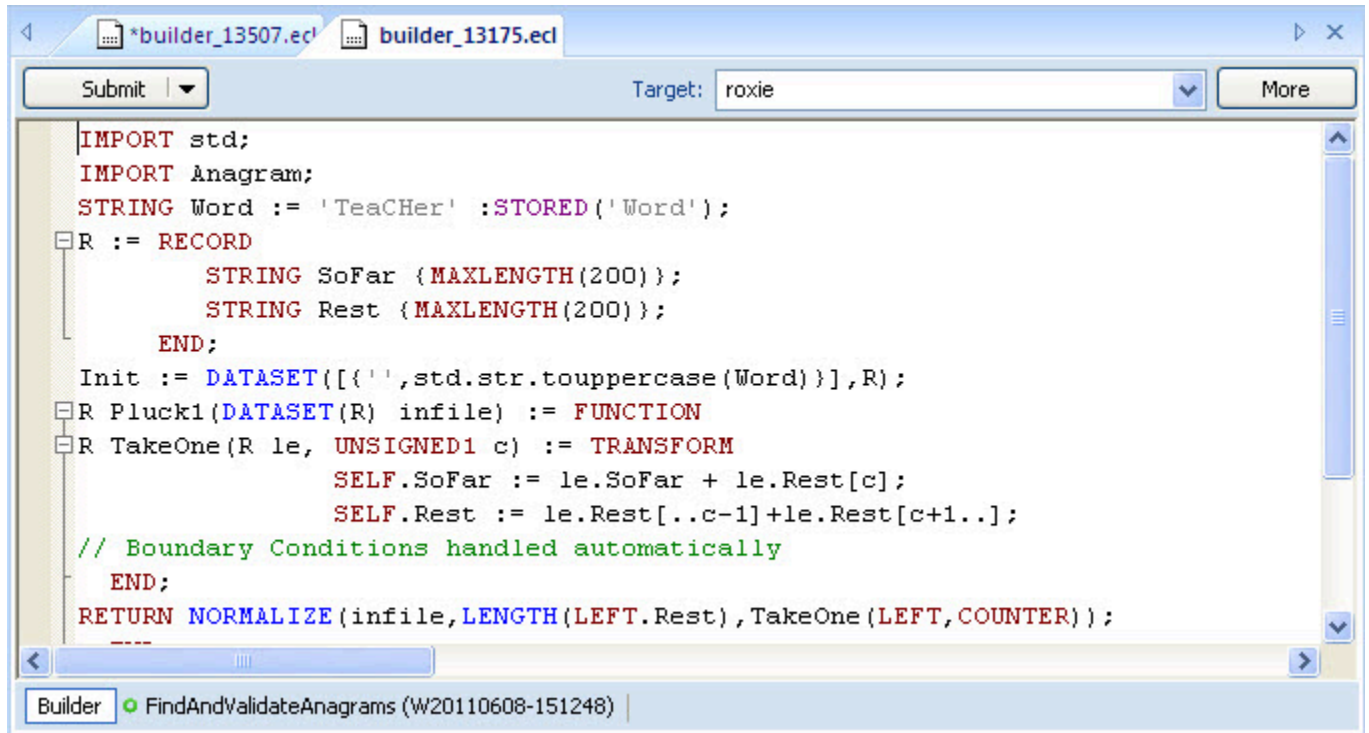 *builder_13507.ecl builder_13175.ecl
Submit Target: roxie More
IMPORT std;
IMPORT Anagram;
STRING Word := 'TeaCHer' :STORED('Word');
R := RECORD
STRING SoFar {MAXLENGTH(200)};
STRING Rest {MAXLENGTH(200)};
END;
Init := DATASET([{'',std.str.touppercase(Word)}],R);
R Pluck1(DATASET(R) infile) := FUNCTION
R TakeOne(R le, UNSIGNED1 c) := TRANSFORM
SELF.SoFar := le.SoFar + le.Rest[c];
SELF.Rest := le.Rest[..c-1]+le.Rest[c+1..];
// Boundary Conditions handled automatically
END;
RETURN NORMALIZE(infile,LENGTH(LEFT.Rest),TakeOne(LEFT,COUNTER));
Builder FindAndValidateAnagrams (W20110608-151248)